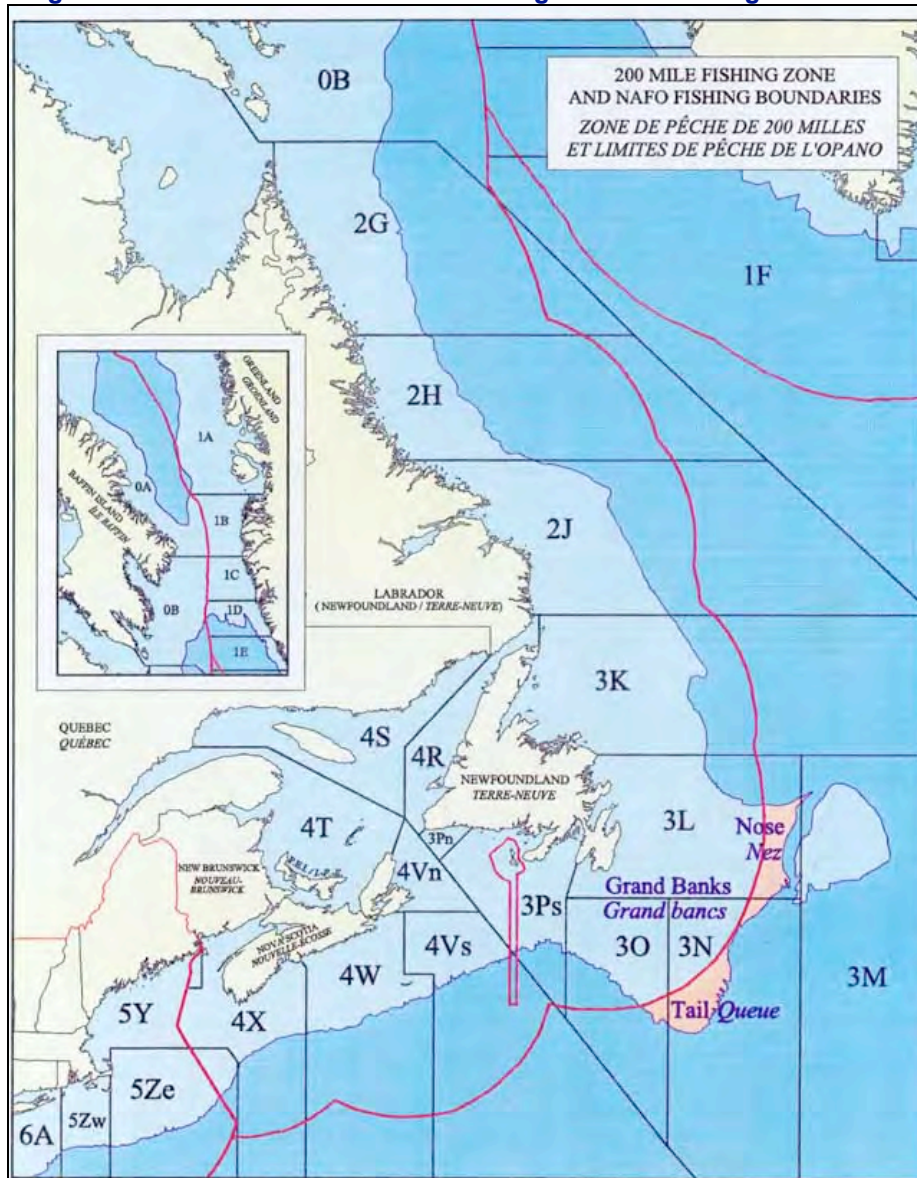 0B
200 MILE FISHING ZONE
AND NAFO FISHING BOUNDARIES
ZONE DE PÊCHE DE 200 MILLES
ET LIMITES DE PÊCHE DE L'OPANO
2G
1F
GREENLAND
GROENLAND
1A
0A
BAFFIN ISLAND
ÎLE BAFFIN
1B
1C
0B
1D
1E
2H
2J
LABRADOR
(NEWFOUNDLAND / TERRE-NEUVE)
3K
QUEBEC
QUÉBEC
4S
4R
NEWFOUNDLAND
TERRE-NEUVE
4T
3L
Nose
Nez
3Pn
NEW BRUNSWICK
NOUVEAU-
BRUNSWICK
P.E.I./Î.-P.-É.
4Vn
Grand Banks
Grand bancs
3Ps
NOVA SCOTIA
NOUVELLE-ÉCOSSE
4Vs
3O
3N
4W
3M
5Y
4X
Tail-Queue
5Ze
5Zw
6A